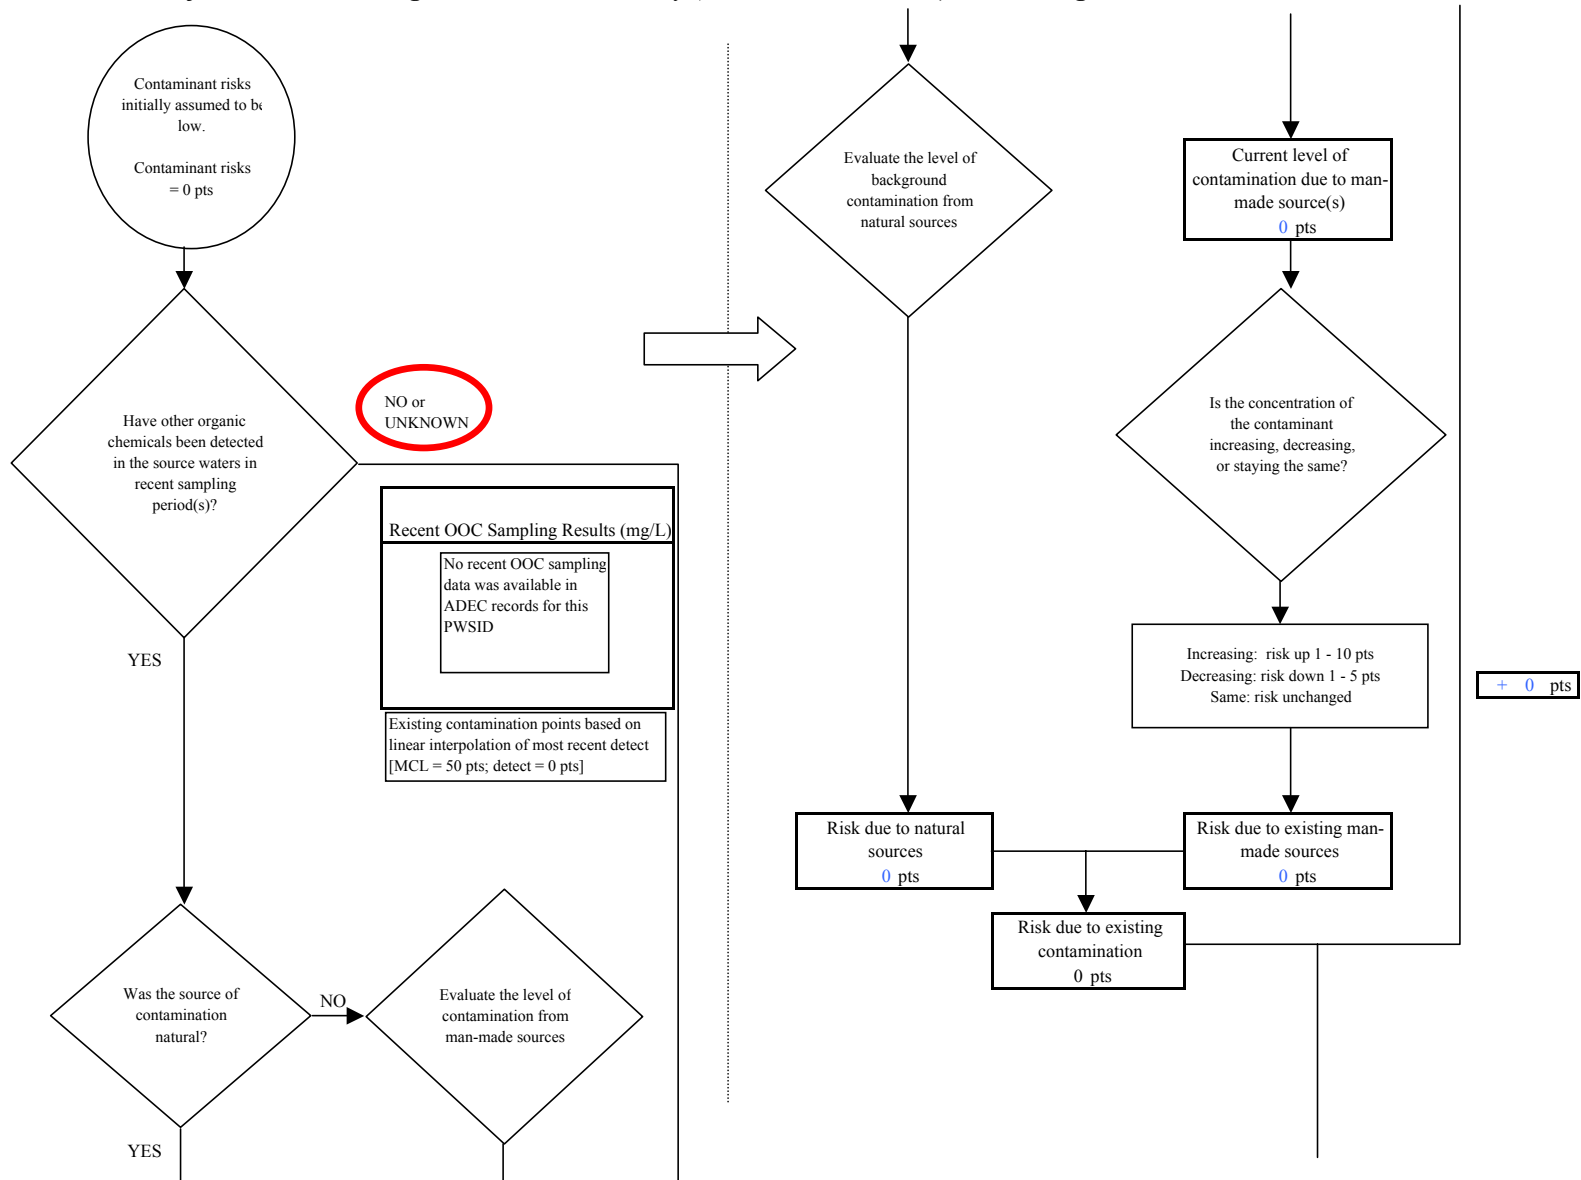 Contaminant risks
initially assumed to be
low.
Contaminant risks
= 0 pts
Have other organic
chemicals been detected
in the source waters in
recent sampling
period(s)?
NO or
UNKNOWN
Recent OOC Sampling Results (mg/L)
No recent OOC sampling
data was available in
ADEC records for this
PWSID
Existing contamination points based on
linear interpolation of most recent detect
[MCL = 50 pts; detect = 0 pts]
YES
Was the source of
contamination
natural?
NO
Evaluate the level of
contamination from
man-made sources
YES
Evaluate the level of
background
contamination from
natural sources
Current level of
contamination due to man-
made source(s)
0 pts
Is the concentration of
the contaminant
increasing, decreasing,
or staying the same?
Increasing: risk up 1 - 10 pts
Decreasing: risk down 1 - 5 pts
Same: risk unchanged
+ 0 pts
Risk due to natural
sources
0 pts
Risk due to existing man-
made sources
0 pts
Risk due to existing
contamination
0 pts